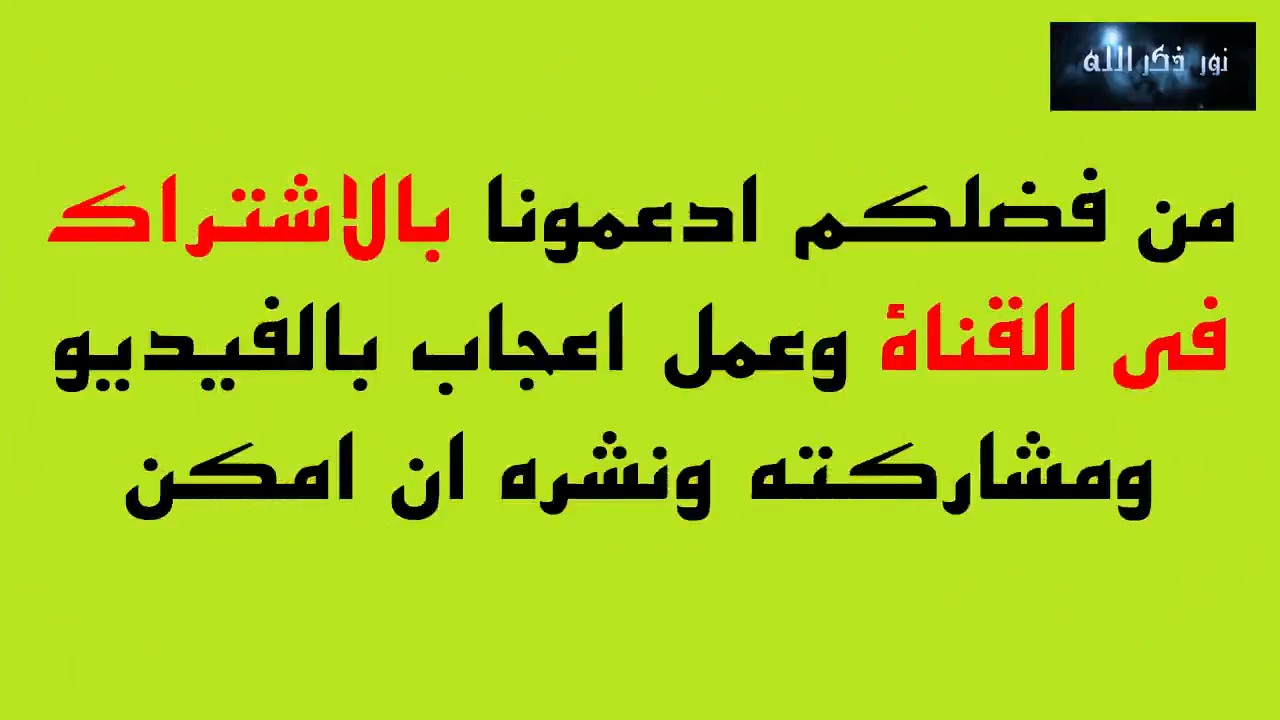 نور ذكر الله
من فضلكم ادعمونا بالاشتراك
فى القناة وعمل اعجاب بالفيديو
ومشاركته ونشره ان امكن